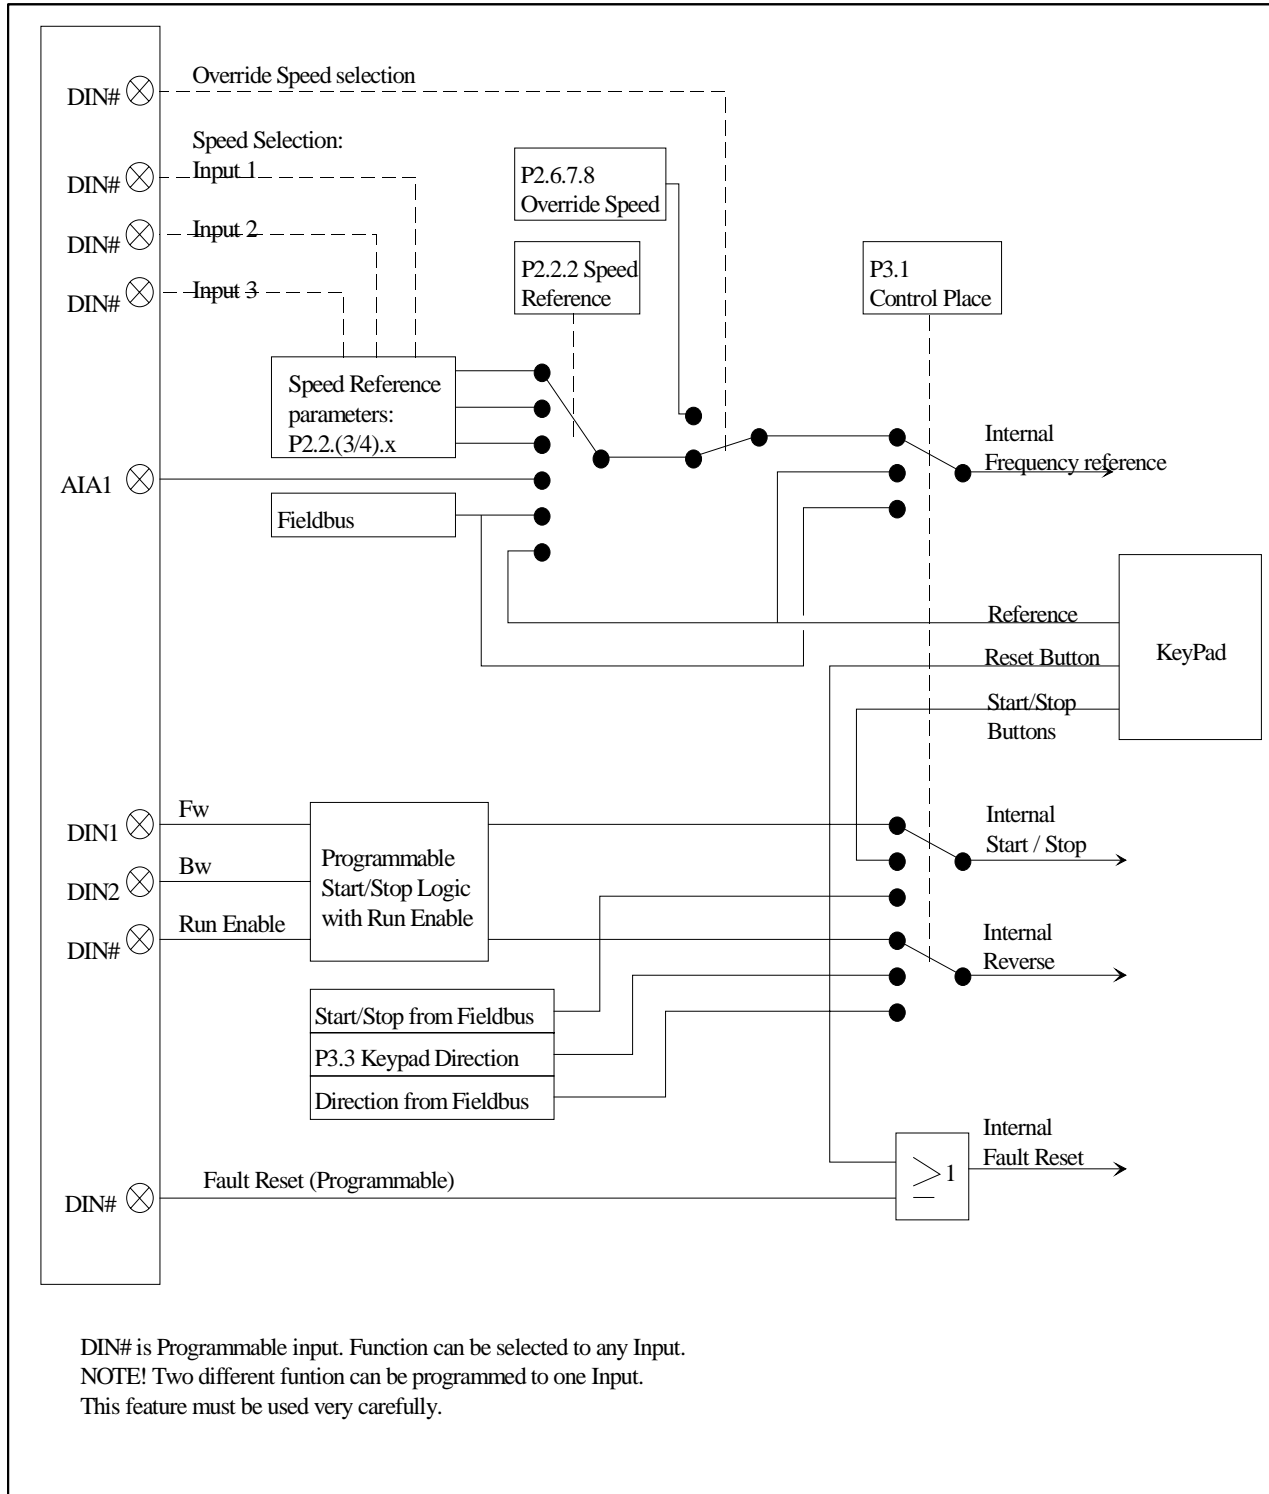 DIN#
Override Speed selection
Speed Selection:
DIN#
Input 1
DIN#
Input 2
DIN#
Input 3
P2.6.7.8
Override Speed
P2.2.2 Speed
Reference
P3.1
Control Place
Speed Reference
parameters:
P2.2.(3/4).x
AIA1
Fieldbus
Internal
Frequency reference
Reference
Reset Button
Start/Stop
Buttons
KeyPad
DIN1
Fw
DIN2
Bw
DIN#
Run Enable
Programmable
Start/Stop Logic
with Run Enable
Internal
Start / Stop
Internal
Reverse
Start/Stop from Fieldbus
P3.3 Keypad Direction
Direction from Fieldbus
DIN#
Fault Reset (Programmable)
≥1
Internal
Fault Reset
DIN# is Programmable input. Function can be selected to any Input.
NOTE! Two different funtion can be programmed to one Input.
This feature must be used very carefully.